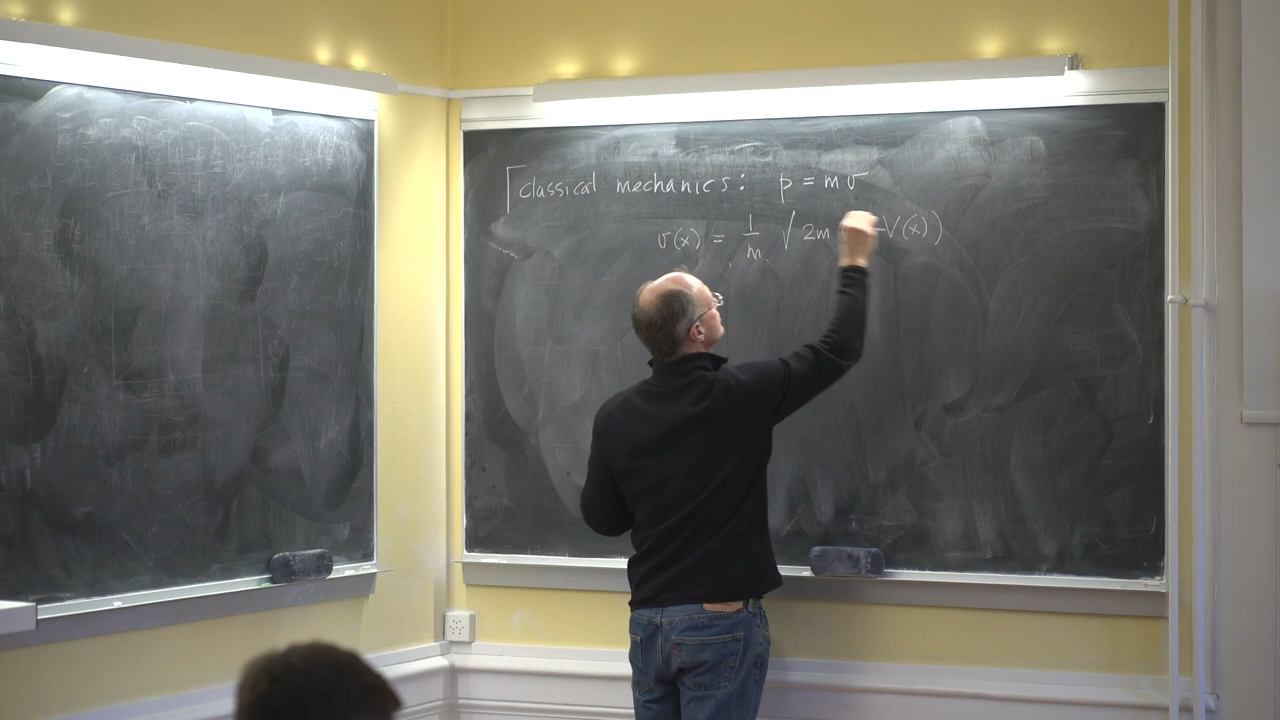 classical mechanics: p = mv
v(x) = 1/m √2m - V(x))